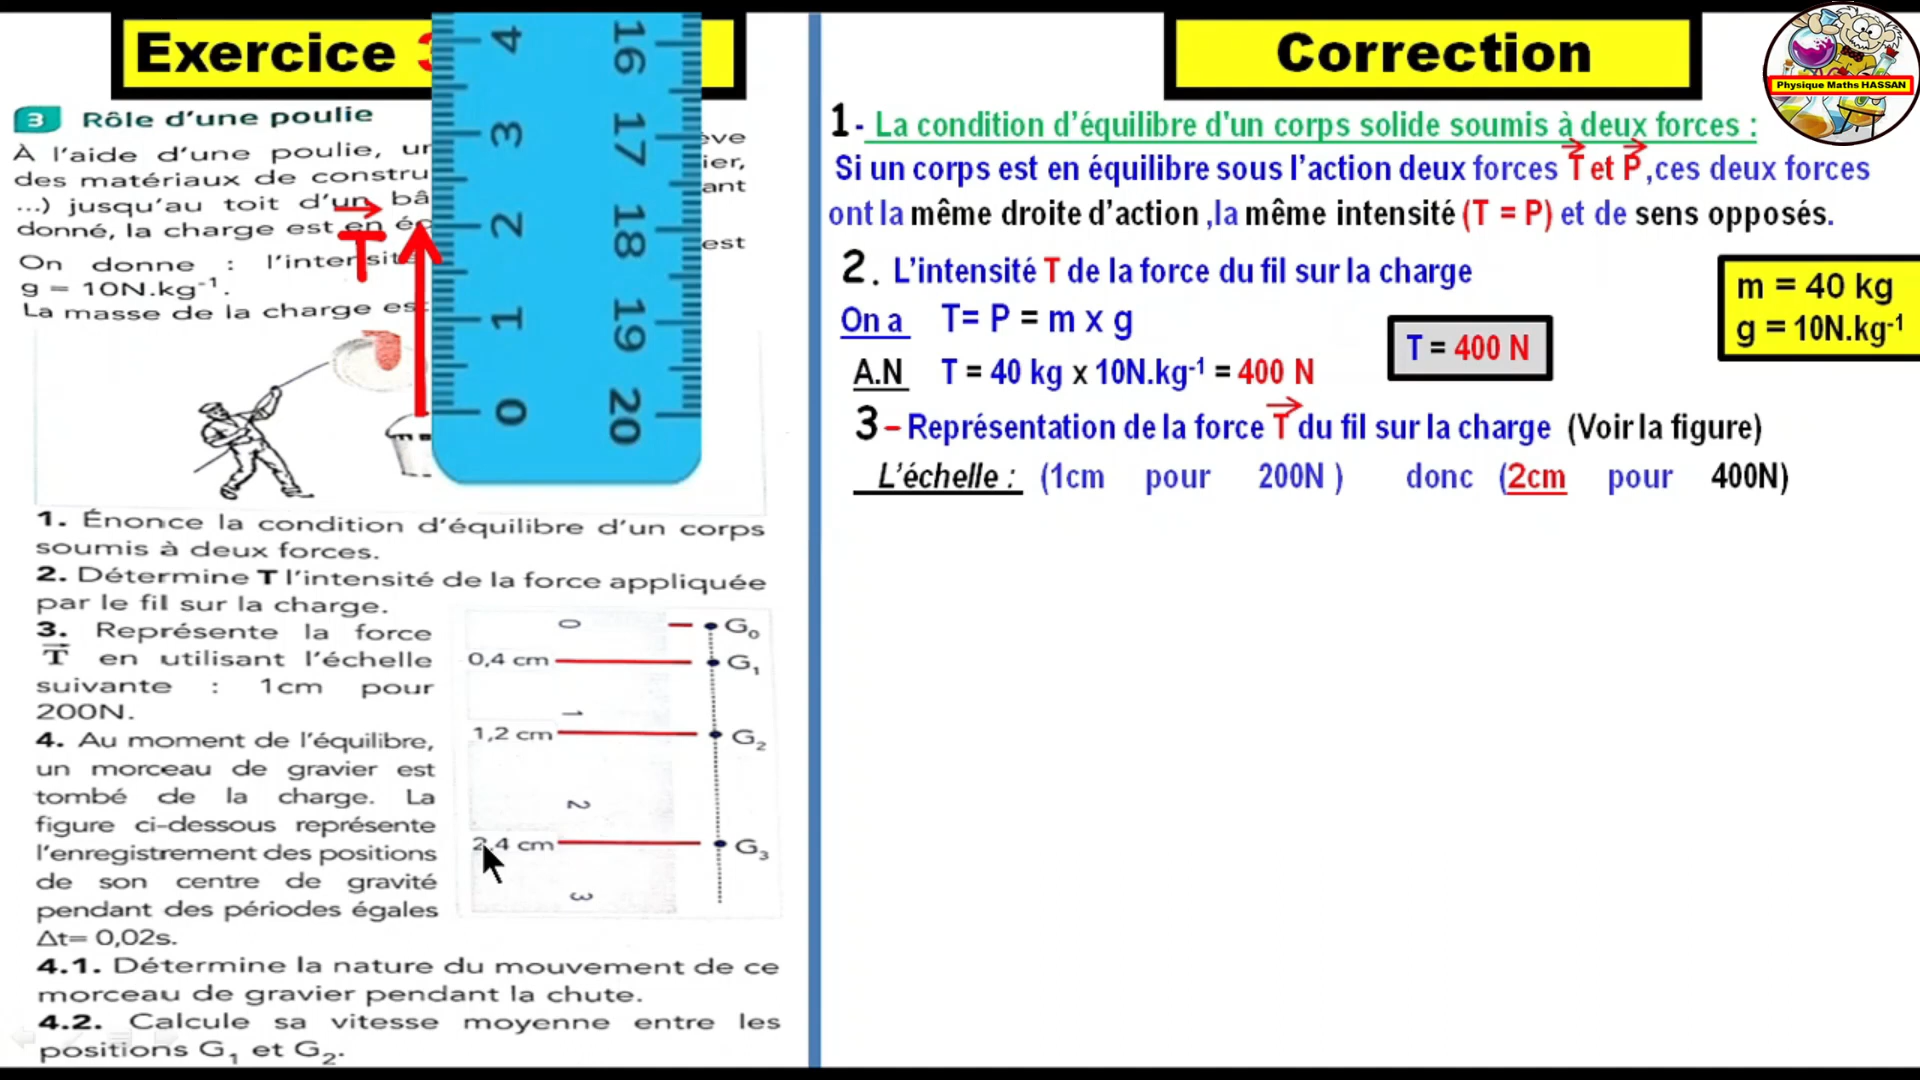 Exercice
3 Rôle d'une poulie
À l'aide d'une poulie,
des matériaux de constru
...) jusqu'au toit d'un bâ
donné, la charge est en
On donne : l'intensité
g = 10N.kg⁻¹.
La masse de la charge es
ève
ier,
ant
est
T
4 3 2 1 0
16 17 18 19 20
1. Énonce la condition d'équilibre d'un corps
soumis à deux forces.
2. Détermine T l'intensité de la force appliquée
par le fil sur la charge.
3. Représente la force
T en utilisant l'échelle
suivante : 1cm pour
200N.
4. Au moment de l'équilibre,
un morceau de gravier est
tombé de la charge. La
figure ci-dessous représente
l'enregistrement des positions
de son centre de gravité
pendant des périodes égales
Δt= 0,02s.
0 G₀
0,4 cm G₁
1
1,2 cm G₂
2
2,4 cm G₃
3
4.1. Détermine la nature du mouvement de ce
morceau de gravier pendant la chute.
4.2. Calcule sa vitesse moyenne entre les
positions G₁ et G₂.
Correction
Physique Maths HASSAN
1- La condition d'équilibre d'un corps solide soumis à deux forces :
Si un corps est en équilibre sous l'action deux forces T et P ,ces deux forces
ont la même droite d'action ,la même intensité (T = P) et de sens opposés.
2. L'intensité T de la force du fil sur la charge
m = 40 kg
g = 10N.kg⁻¹
On a T= P = m x g
T = 400 N
A.N T = 40 kg x 10N.kg⁻¹ = 400 N
3 – Représentation de la force T du fil sur la charge (Voir la figure)
L'échelle : (1cm pour 200N ) donc (2cm pour 400N)